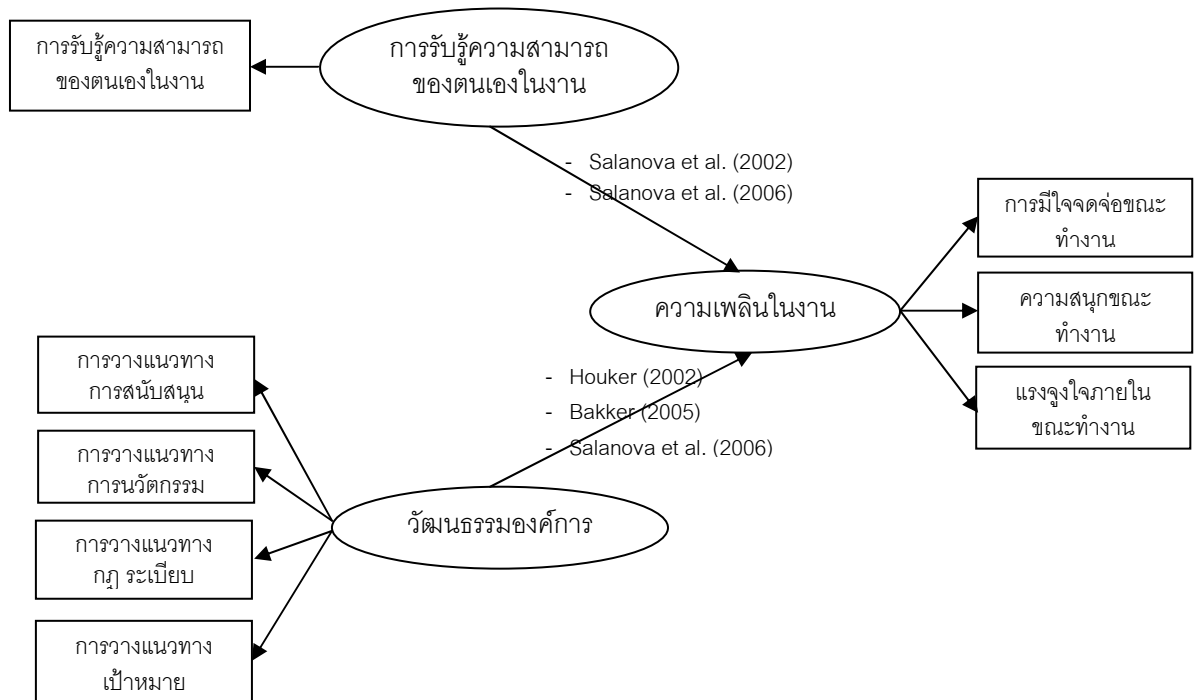 การรับรู้ความสามารถ
ของตนเองในงาน
การรับรู้ความสามารถ
ของตนเองในงาน
- Salanova et al. (2002)
- Salanova et al. (2006)
การมีใจจดจ่อขณะ
ทำงาน
ความเพลินในงาน
ความสนุกขณะ
ทำงาน
แรงจูงใจภายใน
ขณะทำงาน
- Houker (2002)
- Bakker (2005)
- Salanova et al. (2006)
การวางแนวทาง
การสนับสนุน
การวางแนวทาง
การนวัตกรรม
วัฒนธรรมองค์การ
การวางแนวทาง
กฎ ระเบียบ
การวางแนวทาง
เป้าหมาย